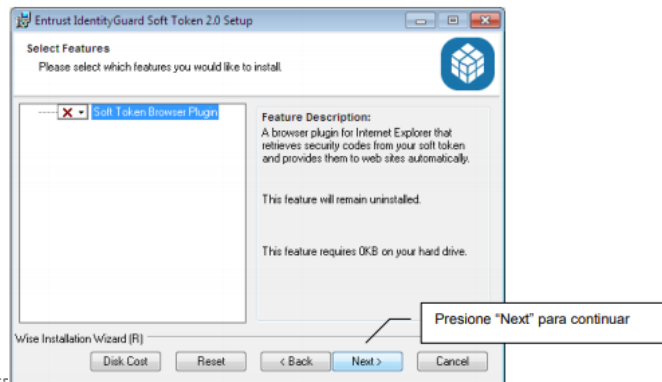 Entrust IdentityGuard Soft Token 2.0 Setup
Select Features
Please select which features you would like to install.
Soft Token Browser Plugin
Feature Description:
A browser plugin for Internet Explorer that
retrieves security codes from your soft token
and provides them to web sites automatically.
This feature will remain uninstalled.
This feature requires 0KB on your hard drive.
Presione “Next” para continuar
Wise Installation Wizard (R)
Disk Cost
Reset
< Back
Next >
Cancel